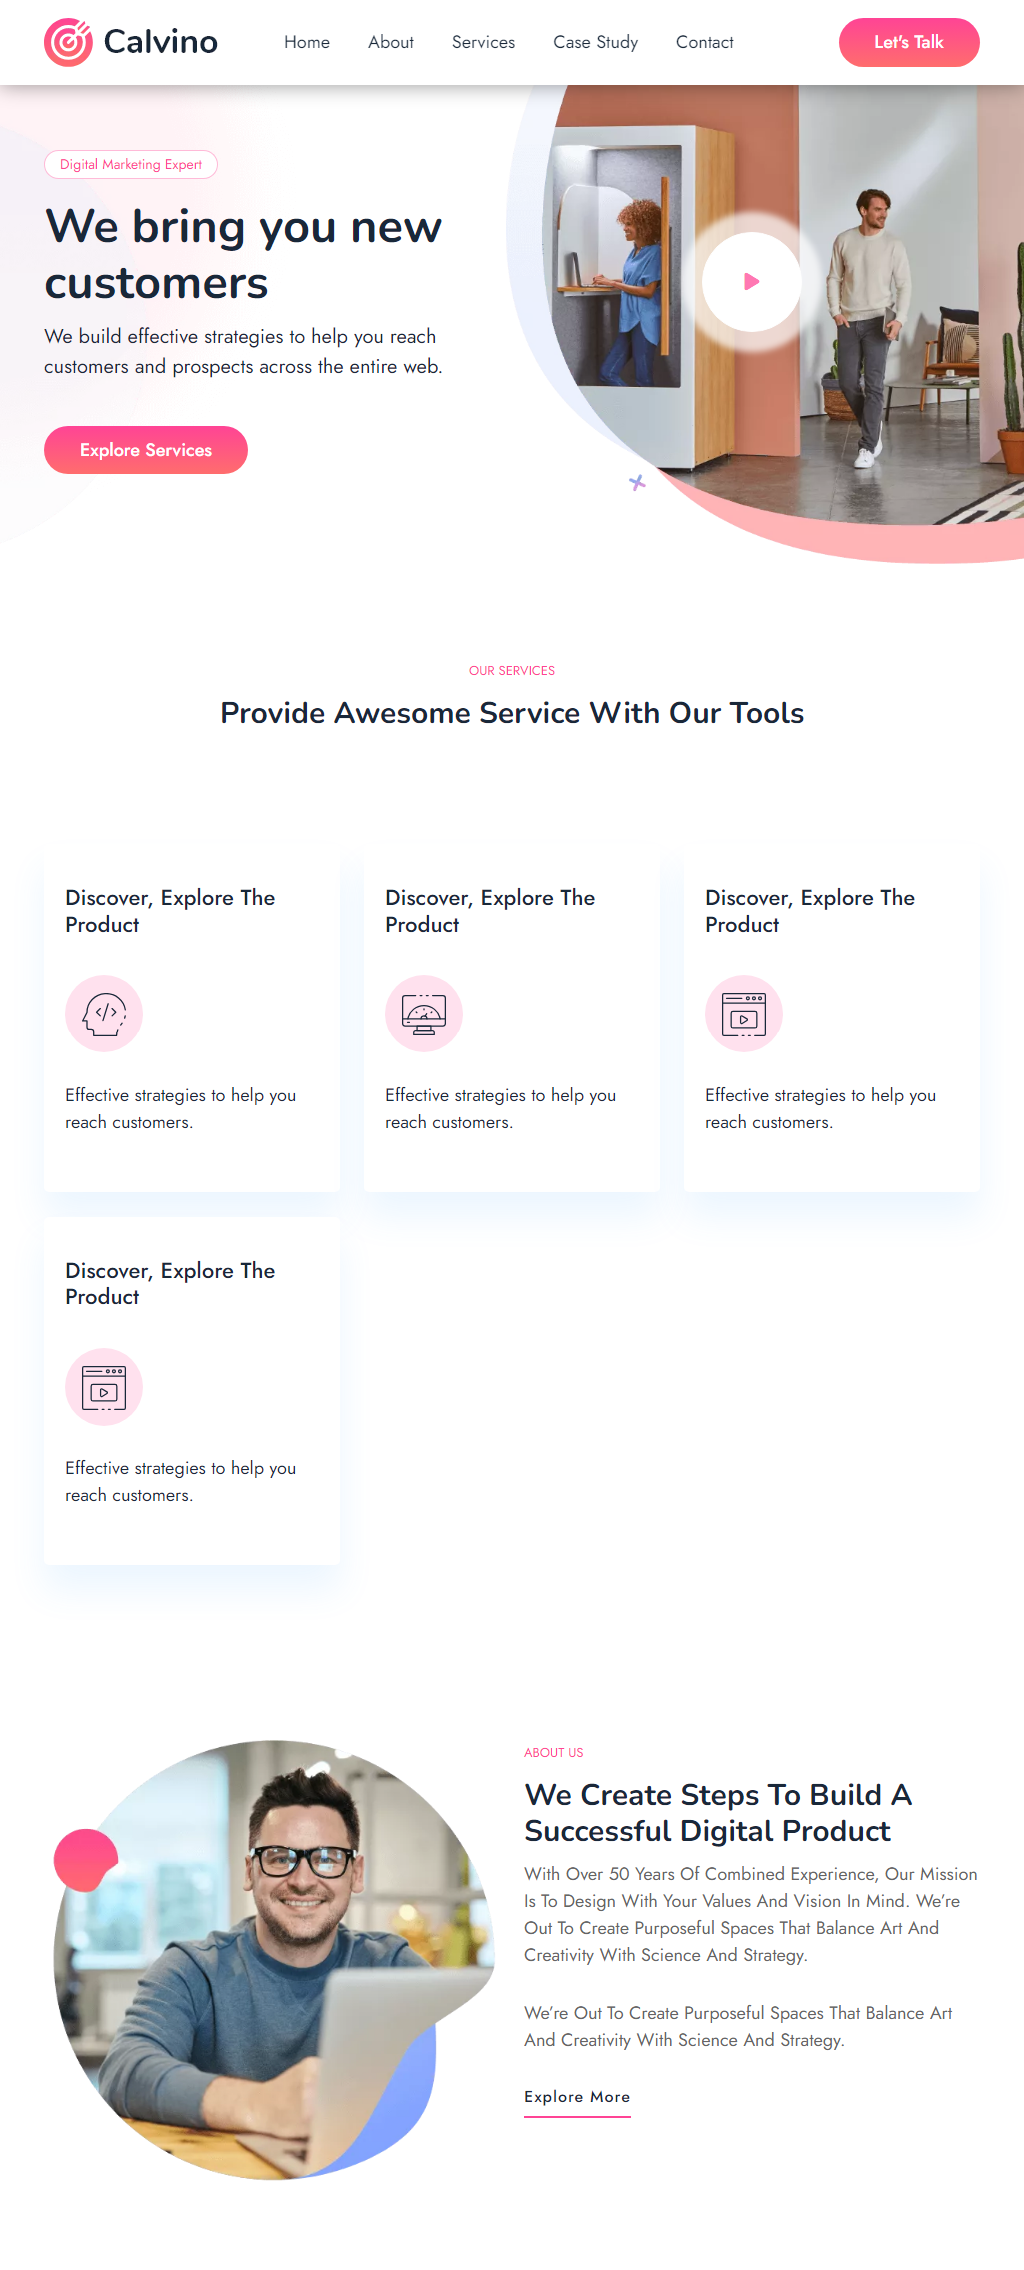 Calvino
Home
About
Services
Case Study
Contact
Let's Talk
Digital Marketing Expert
We bring you new
customers
We build effective strategies to help you reach
customers and prospects across the entire web.
Explore Services
OUR SERVICES
Provide Awesome Service With Our Tools
Discover, Explore The
Product
Effective strategies to help you
reach customers.
Discover, Explore The
Product
Effective strategies to help you
reach customers.
Discover, Explore The
Product
Effective strategies to help you
reach customers.
Discover, Explore The
Product
Effective strategies to help you
reach customers.
ABOUT US
We Create Steps To Build A
Successful Digital Product
With Over 50 Years Of Combined Experience, Our Mission
Is To Design With Your Values And Vision In Mind. We’re
Out To Create Purposeful Spaces That Balance Art And
Creativity With Science And Strategy.
We’re Out To Create Purposeful Spaces That Balance Art
And Creativity With Science And Strategy.
Explore More